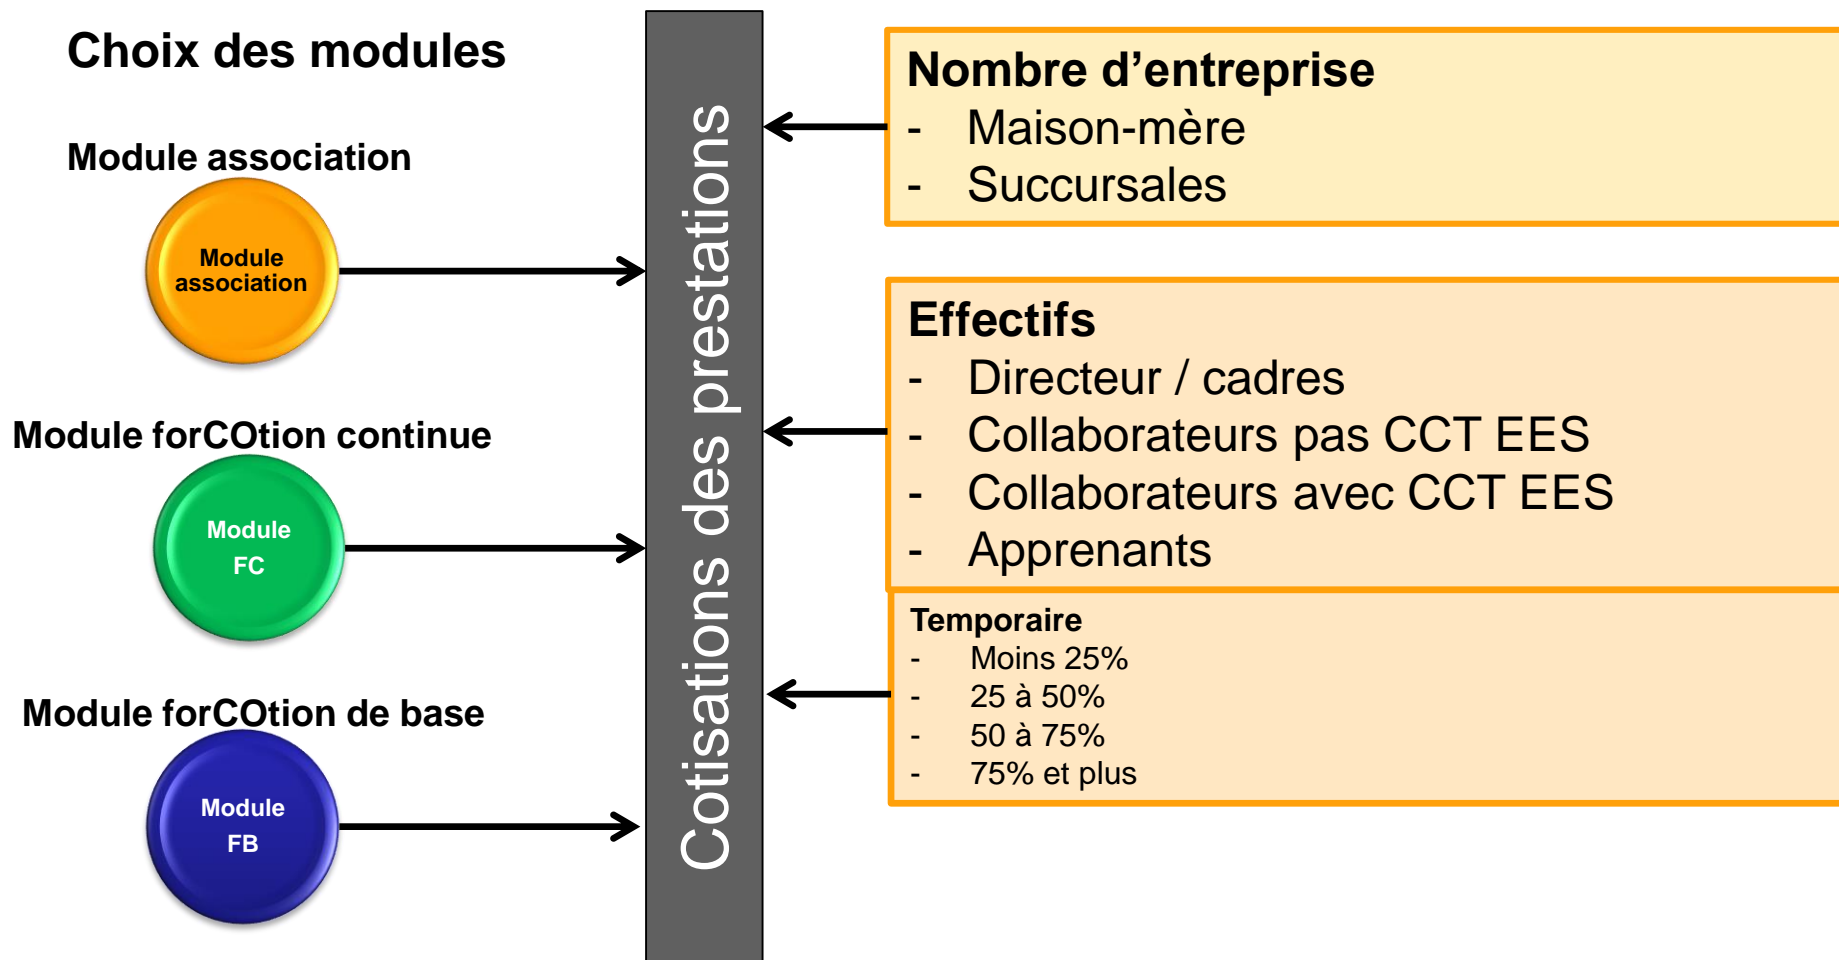 Choix des modules
Module association
Module
association
Module forCOtion continue
Module
FC
Module forCOtion de base
Module
FB
Cotisations des prestations
Nombre d’entreprise
- Maison-mère
- Succursales
Effectifs
- Directeur / cadres
- Collaborateurs pas CCT EES
- Collaborateurs avec CCT EES
- Apprenants
Temporaire
- Moins 25%
- 25 à 50%
- 50 à 75%
- 75% et plus